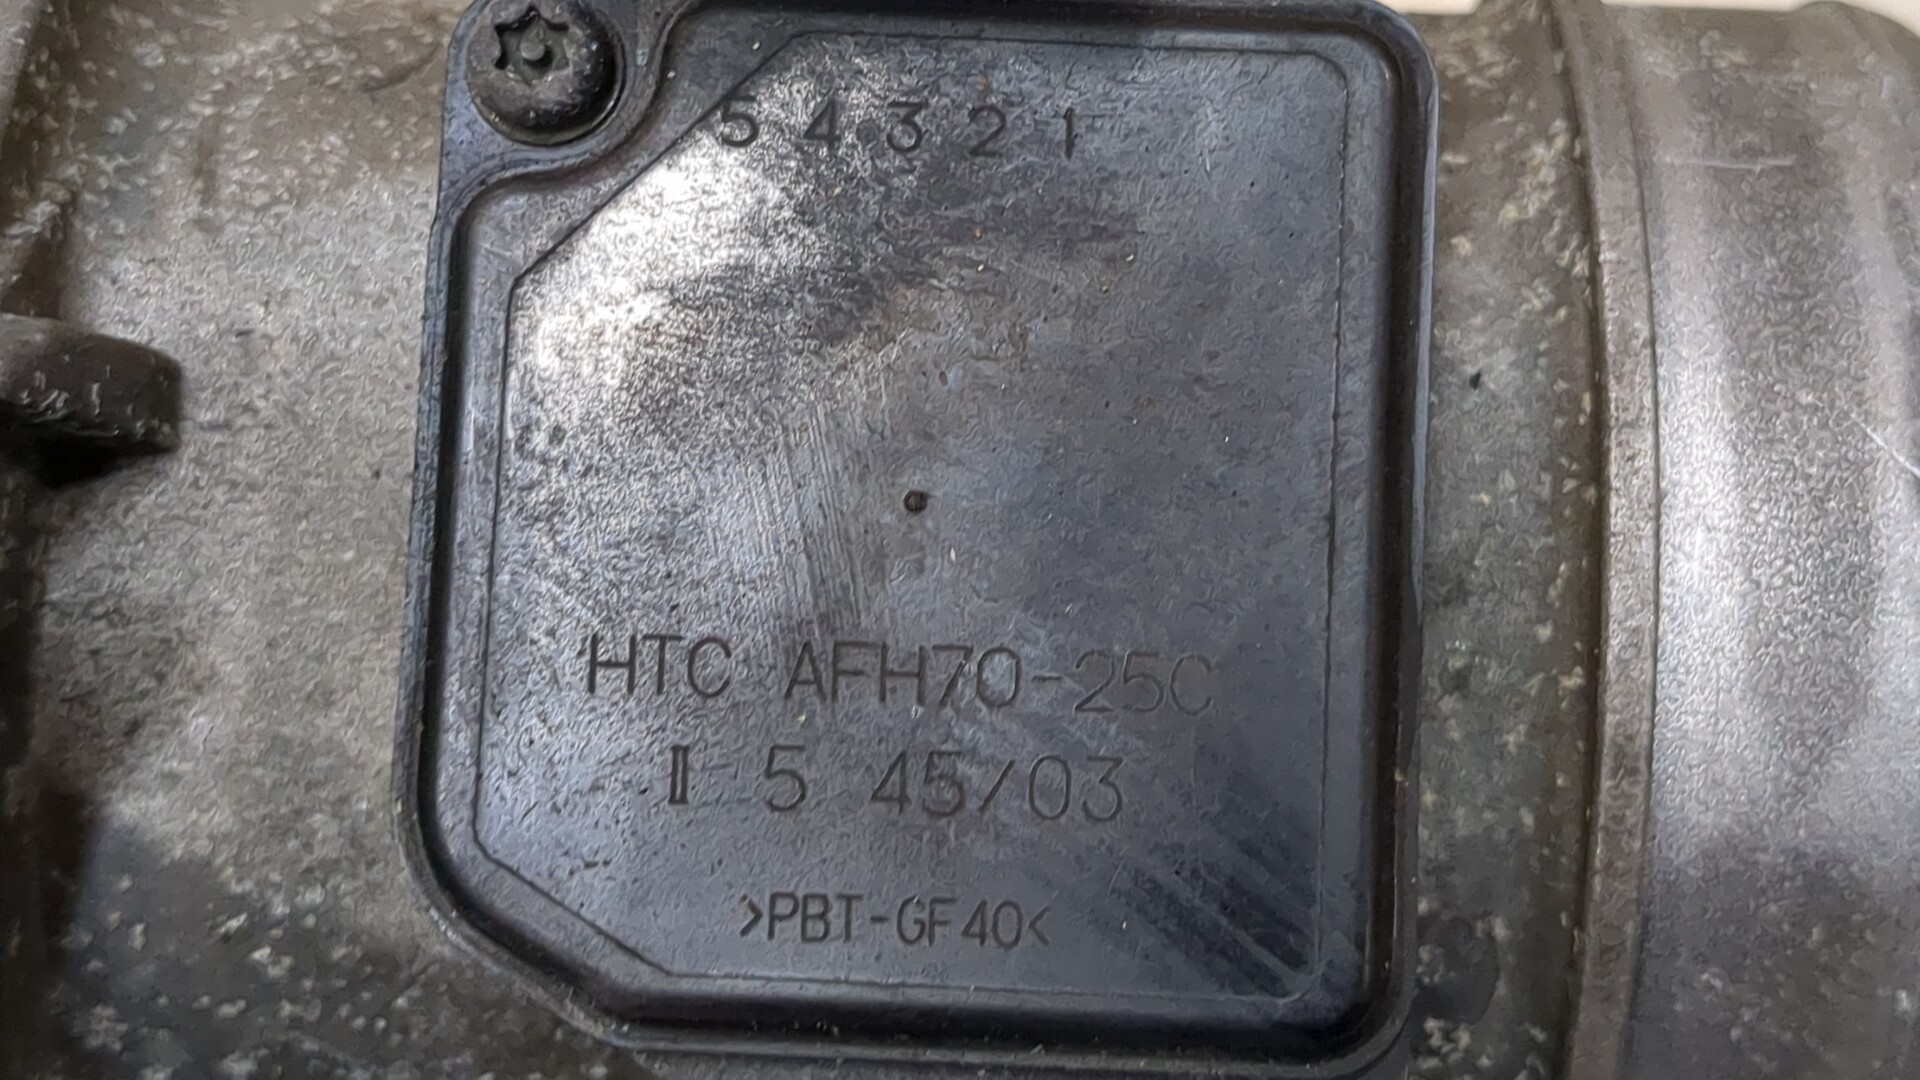 5 4 3 2 1
HTC AFH70-25C
Ⅱ 5 45/03
>PBT-GF40<